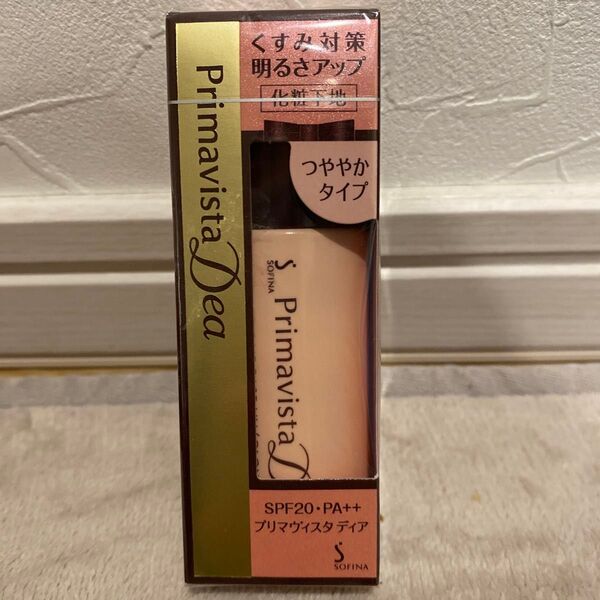 くすみ対策
明るさアップ
化粧下地
つややか
タイプ
Primavista Dea
SOFINA
Primavista D
SPF20・PA++
プリマヴィスタ ディア
SOFINA